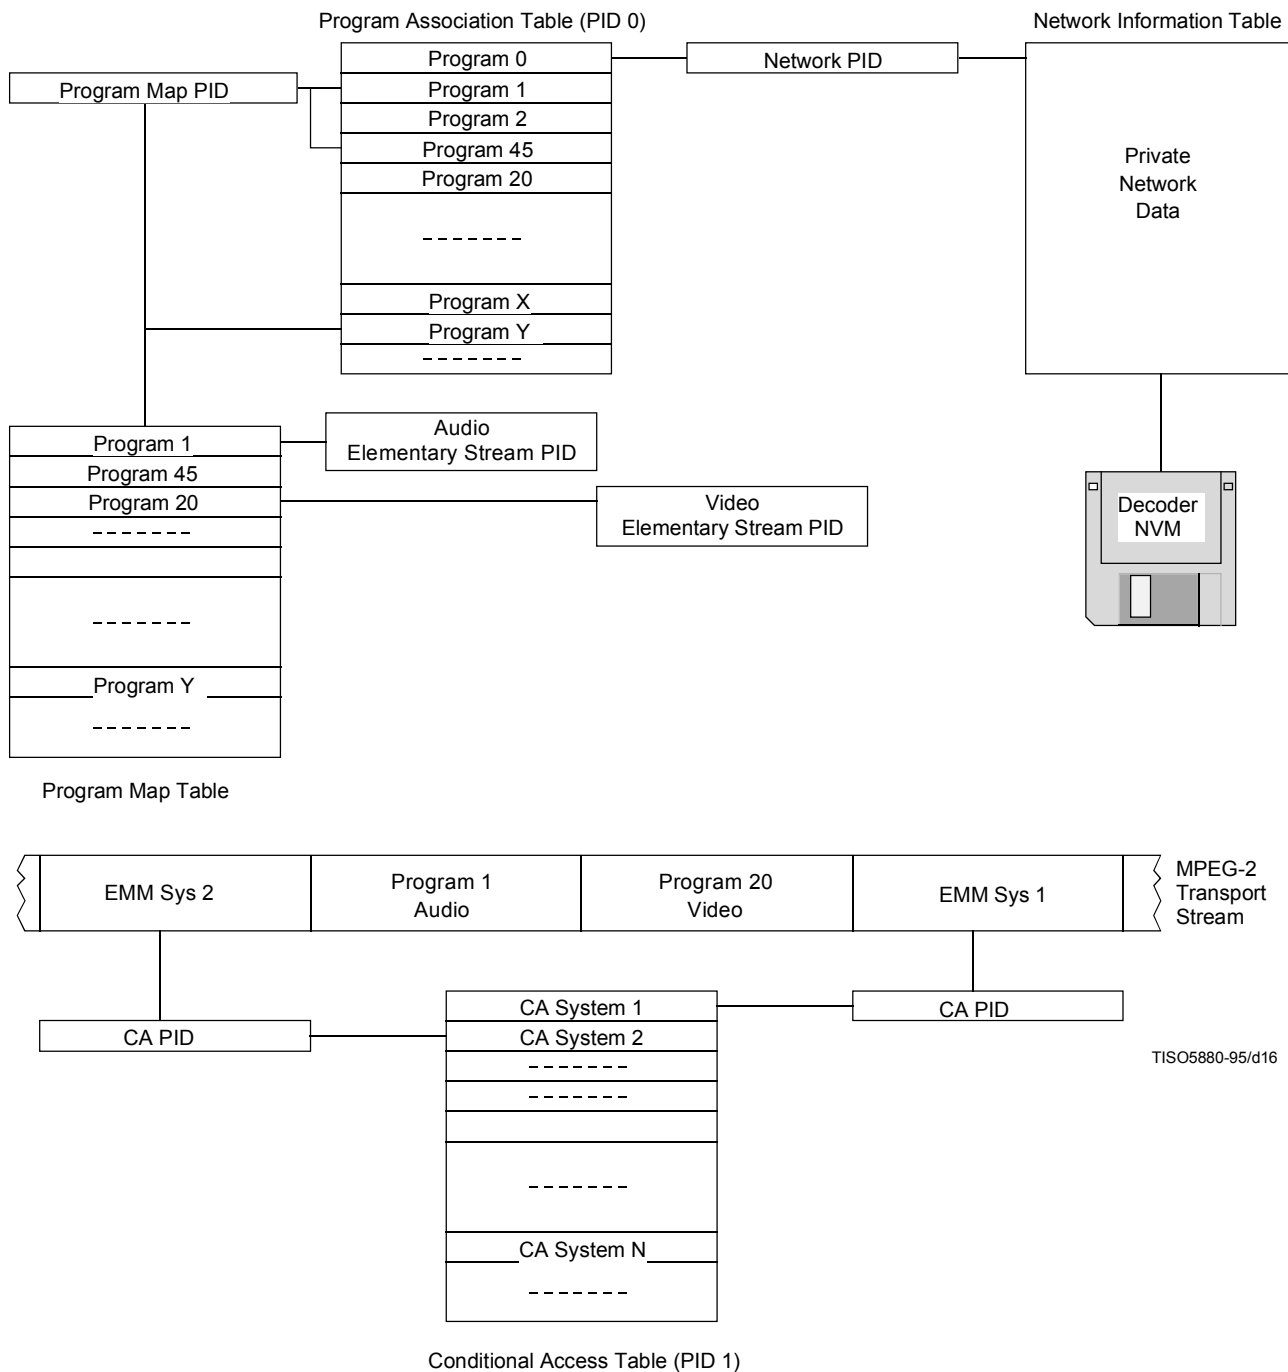 Program Association Table (PID 0)
Network Information Table
Program 0
Network PID
Program Map PID
Program 1
Program 2
Program 45
Program 20
Private
Network
Data
Program X
Program Y
Program 1
Audio
Elementary Stream PID
Program 45
Program 20
Video
Elementary Stream PID
Decoder
NVM
Program Y
Program Map Table
EMM Sys 2
Program 1
Audio
Program 20
Video
EMM Sys 1
MPEG-2
Transport
Stream
CA System 1
CA PID
CA PID
CA System 2
TISO5880-95/d16
CA System N
Conditional Access Table (PID 1)